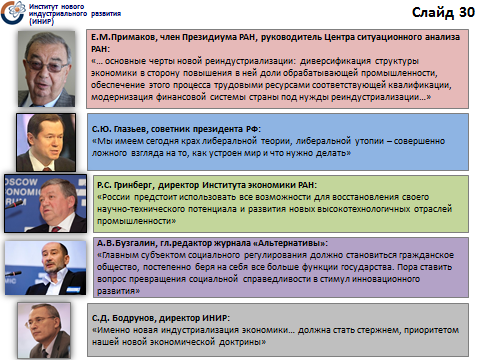 Институт нового
индустриального развития
(ИНИР)
Слайд 30
Е.М.Примаков, член Президиума РАН, руководитель Центра ситуационного анализа
РАН:
«… основные черты новой реиндустриализации: диверсификация структуры
экономики в сторону повышения в ней доли обрабатывающей промышленности,
обеспечение этого процесса трудовыми ресурсами соответствующей квалификации,
модернизация финансовой системы страны под нужды реиндустриализации…»
С.Ю. Глазьев, советник президента РФ:
«Мы имеем сегодня крах либеральной теории, либеральной утопии – совершенно
ложного взгляда на то, как устроен мир и что нужно делать»
Р.С. Гринберг, директор Института экономики РАН:
«России предстоит использовать все возможности для восстановления своего
научно-технического потенциала и развития новых высокотехнологичных отраслей
промышленности»
А.В.Бузгалин, гл.редактор журнала «Альтернативы»:
«Главным субъектом социального регулирования должно становиться гражданское
общество, постепенно беря на себя все больше функции государства. Пора ставить
вопрос превращения социальной справедливости в стимул инновационного
развития»
С.Д. Бодрунов, директор ИНИР:
«Именно новая индустриализация экономики… должна стать стержнем, приоритетом
нашей новой экономической доктрины»